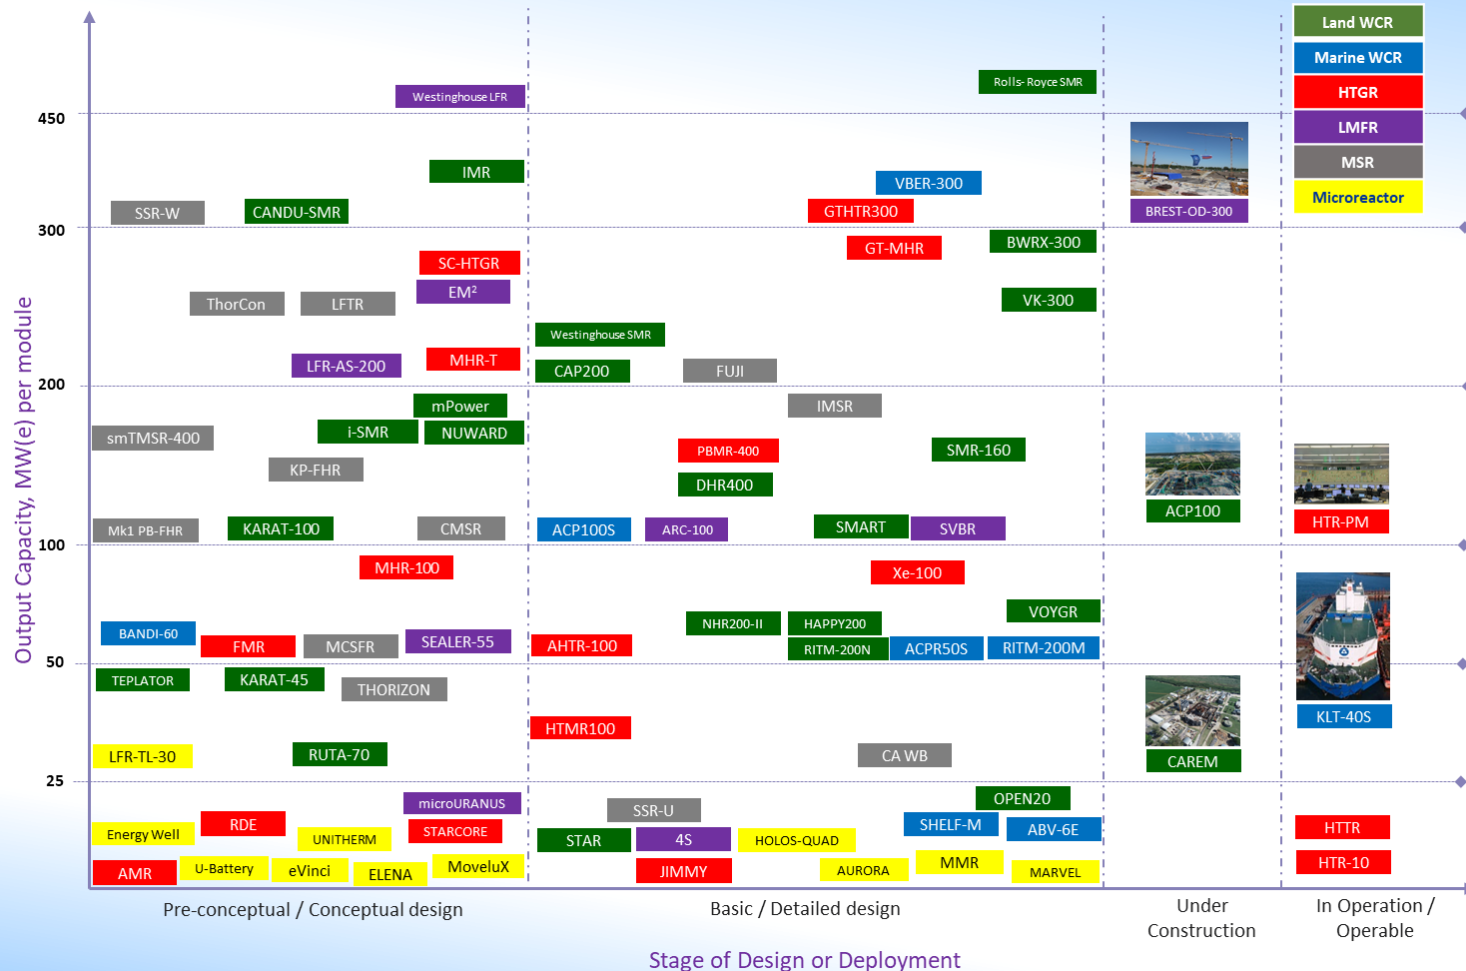 Land WCR
Marine WCR
HTGR
LMFR
MSR
Microreactor
Output Capacity, MW(e) per module
450
300
200
100
50
25
Westinghouse LFR
Rolls- Royce SMR
IMR
VBER-300
SSR-W
CANDU-SMR
GTHTR300
BREST-OD-300
GT-MHR
BWRX-300
SC-HTGR
EM²
ThorCon
LFTR
VK-300
Westinghouse SMR
LFR-AS-200
MHR-T
CAP200
FUJI
mPower
IMSR
smTMSR-400
i-SMR
NUWARD
PBMR-400
SMR-160
KP-FHR
DHR400
ACP100
HTR-PM
Mk1 PB-FHR
KARAT-100
CMSR
ACP100S
ARC-100
SMART
SVBR
MHR-100
Xe-100
VOYGR
NHR200-II
HAPPY200
BANDI-60
FMR
MCSFR
SEALER-55
AHTR-100
RITM-200N
ACPR50S
RITM-200M
TEPLATOR
KARAT-45
THORIZON
KLT-40S
HTMR100
LFR-TL-30
RUTA-70
CA WB
CAREM
microURANUS
SSR-U
OPEN20
Energy Well
RDE
UNITHERM
STARCORE
STAR
4S
HOLOS-QUAD
SHELF-M
ABV-6E
HTTR
AMR
U-Battery
eVinci
ELENA
MoveluX
JIMMY
AURORA
MMR
MARVEL
HTR-10
Pre-conceptual / Conceptual design
Basic / Detailed design
Under
Construction
In Operation /
Operable
Stage of Design or Deployment